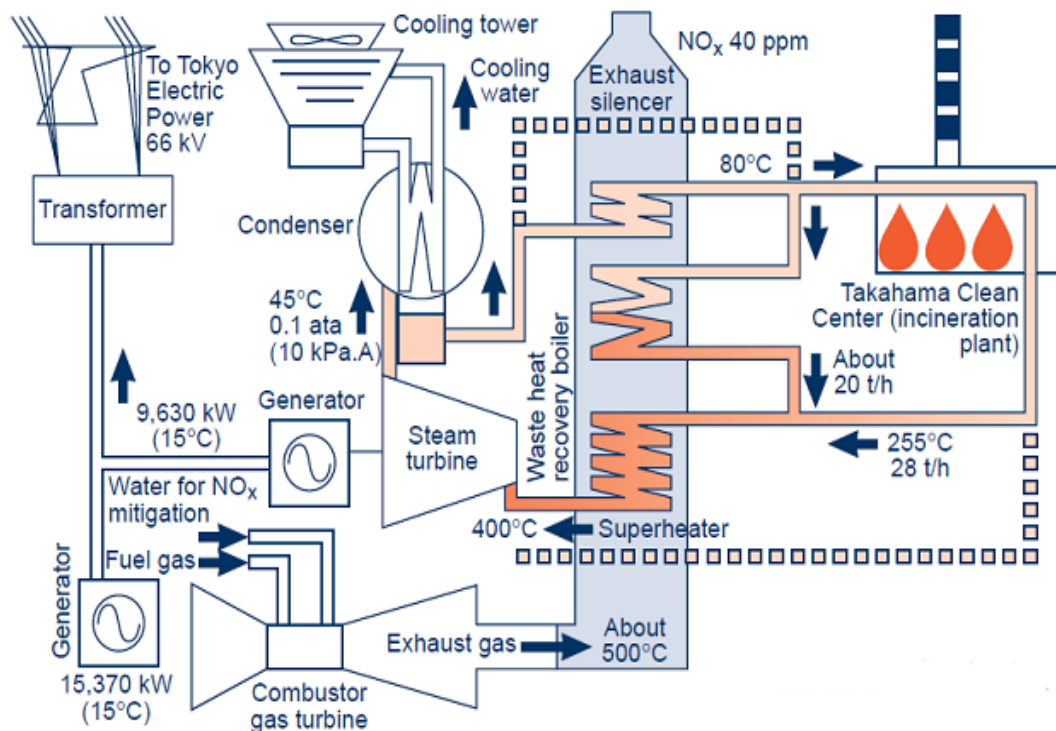 Cooling tower
NOx 40 ppm
To Tokyo
Electric
Power
66 kV
Cooling
water
Exhaust
silencer
80°C
Transformer
Condenser
45°C
0.1 ata
(10 kPa.A)
Takahama Clean
Center (incineration
plant)
Waste heat
recovery boiler
About
20 t/h
9,630 kW
(15°C)
Generator
Steam
turbine
255°C
28 t/h
Water for NOx
mitigation
400°C
Superheater
Fuel gas
Generator
Exhaust gas
About
500°C
15,370 kW
(15°C)
Combustor
gas turbine